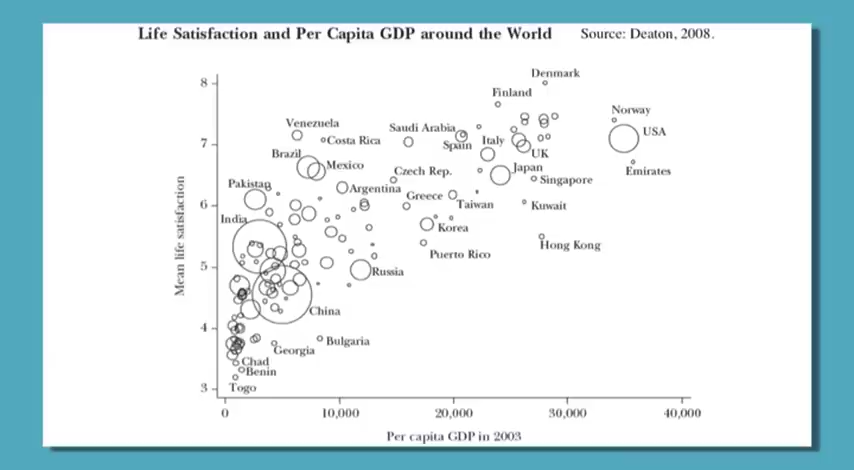 Life Satisfaction and Per Capita GDP around the World Source: Deaton, 2008.
Denmark
8
Finland
Norway
Venezuela
Saudi Arabia
USA
7
Costa Rica
Spain
Italy
UK
Brazil
Mexico
Czech Rep.
Japan
Emirates
Singapore
Pakistan
Argentina
Greece
6
Taiwan
Kuwait
India
Korea
Hong Kong
Puerto Rico
5
Russia
China
4
Bulgaria
Georgia
Chad
Benin
3
Togo
Mean life satisfaction
0 10,000 20,000 30,000 40,000
Per capita GDP in 2003